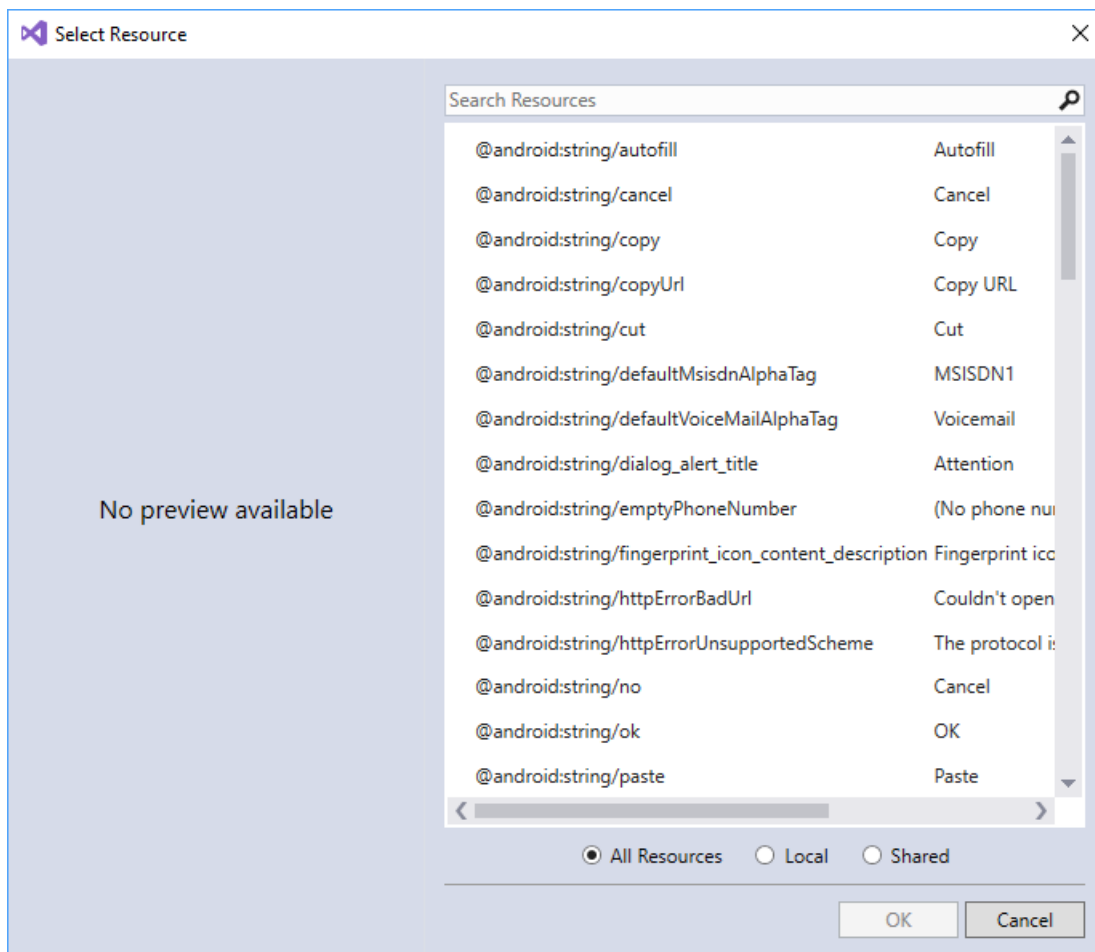 Select Resource
Search Resources
@android:string/autofill Autofill
@android:string/cancel Cancel
@android:string/copy Copy
@android:string/copyUrl Copy URL
@android:string/cut Cut
@android:string/defaultMsisdnAlphaTag MSISDN1
@android:string/defaultVoiceMailAlphaTag Voicemail
@android:string/dialog_alert_title Attention
No preview available
@android:string/emptyPhoneNumber (No phone nu
@android:string/fingerprint_icon_content_description Fingerprint ico
@android:string/httpErrorBadUrl Couldn't open
@android:string/httpErrorUnsupportedScheme The protocol is
@android:string/no Cancel
@android:string/ok OK
@android:string/paste Paste
All Resources Local Shared
OK Cancel